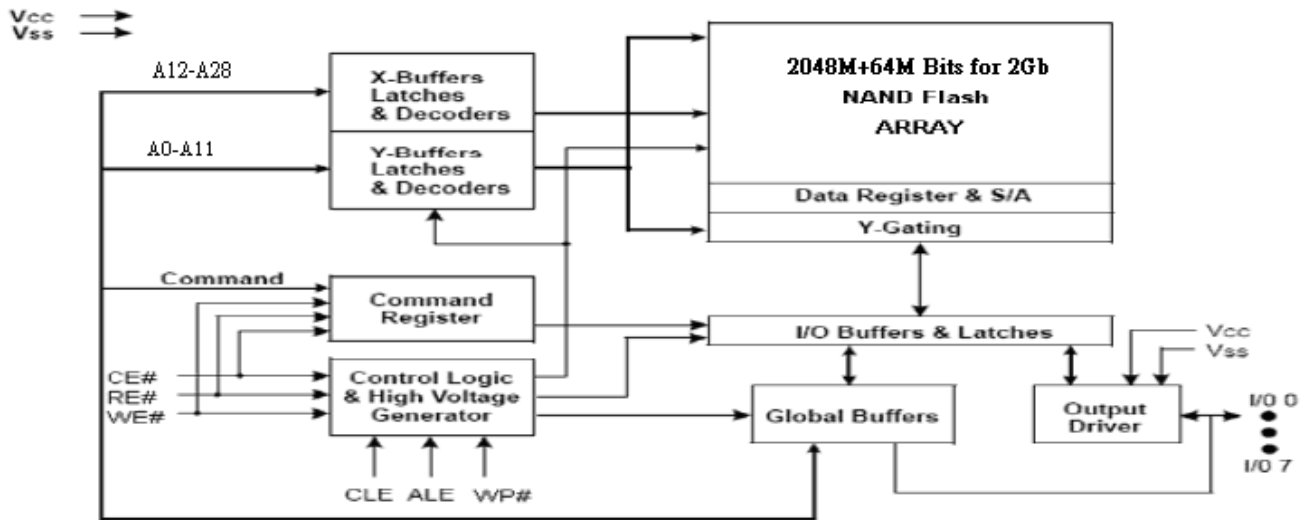 Vcc
Vss
A12-A28
X-Buffers
Latches
& Decoders
A0-A11
Y-Buffers
Latches
& Decoders
2048M+64M Bits for 2Gb
NAND Flash
ARRAY
Data Register & S/A
Y-Gating
Command
Command
Register
I/O Buffers & Latches
Vcc
Vss
CE#
RE#
WE#
Control Logic
& High Voltage
Generator
Global Buffers
Output
Driver
I/0 0
I/0 7
CLE ALE WP#